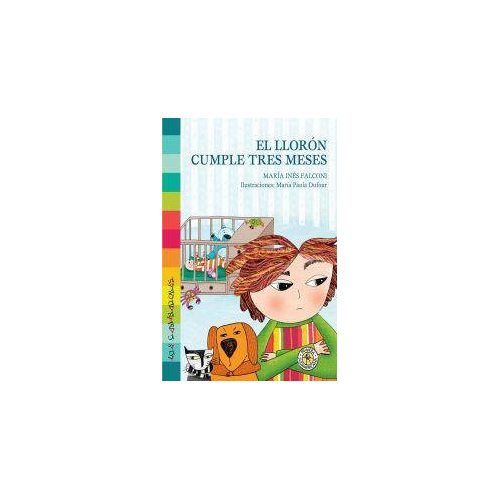 EL LLORÓN
CUMPLE TRES MESES
MARÍA INÉS FALCONI
Ilustraciones: María Paula Dufour